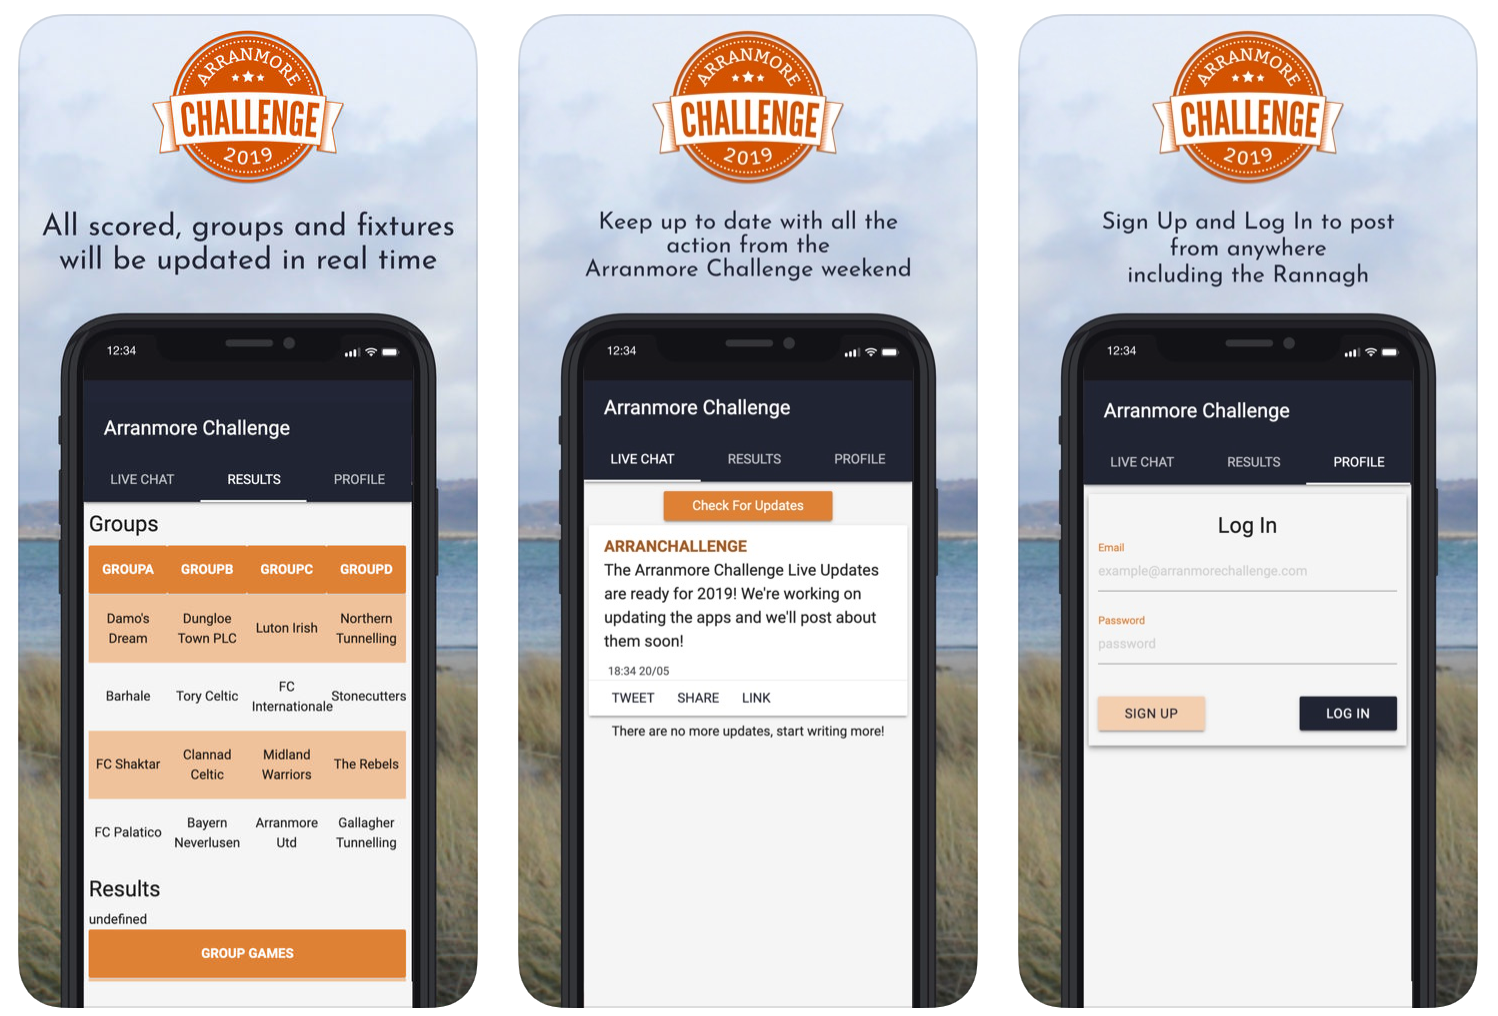 ARRANMORE
CHALLENGE
2019
All scored, groups and fixtures
will be updated in real time
12:34
Arranmore Challenge
LIVE CHAT RESULTS PROFILE
Groups
GROUPA GROUPB GROUPC GROUPD
Damo's
Dream
Dungloe
Town PLC
Luton Irish
Northern
Tunnelling
Barhale
Tory Celtic
FC
Internationale
Stonecutters
FC Shaktar
Clannad
Celtic
Midland
Warriors
The Rebels
FC Palatico
Bayern
Neverlusen
Arranmore
Utd
Gallagher
Tunnelling
Results
undefined
GROUP GAMES
ARRANMORE
CHALLENGE
2019
Keep up to date with all the
action from the
Arranmore Challenge weekend
12:34
Arranmore Challenge
LIVE CHAT RESULTS PROFILE
Check For Updates
ARRANCHALLENGE
The Arranmore Challenge Live Updates
are ready for 2019! We're working on
updating the apps and we'll post about
them soon!
18:34 20/05
TWEET SHARE LINK
There are no more updates, start writing more!
ARRANMORE
CHALLENGE
2019
Sign Up and Log In to post
from anywhere
including the Rannagh
12:34
Arranmore Challenge
LIVE CHAT RESULTS PROFILE
Log In
Email
example@arranmorechallenge.com
Password
password
SIGN UP LOG IN